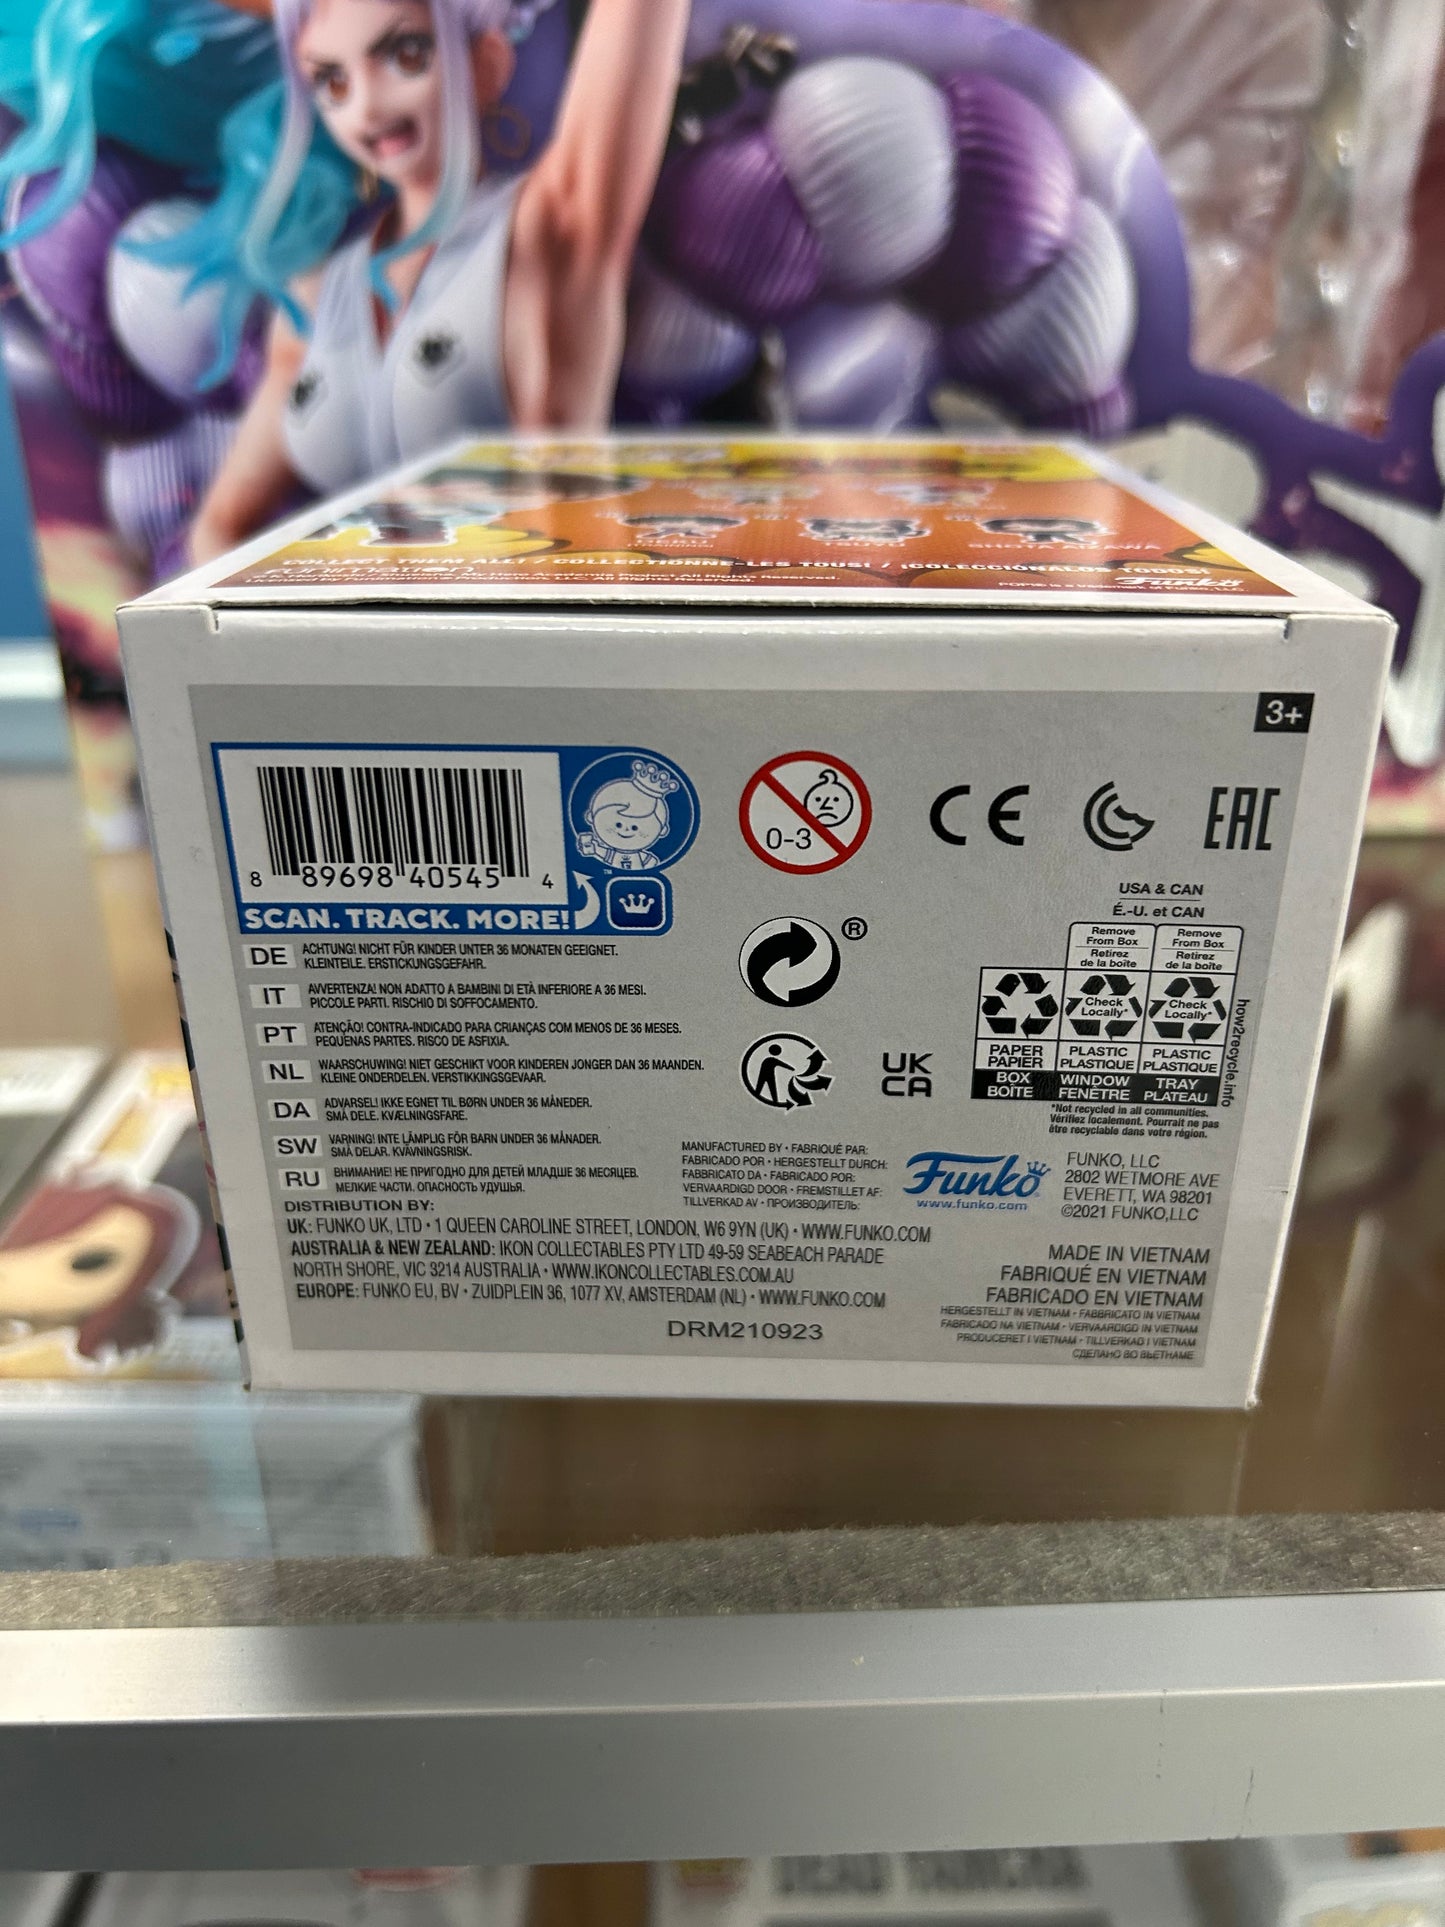 TSUYU
SHOTA AIZAWA
COLLECT THEM ALL! / COLLECTIONNE-LES TOUS! / ¡COLECCIÓNALOS TODOS!
FUNimation
All Rights Reserved.
Funko
3+
8 89698 40545 4
™
SCAN. TRACK. MORE!
0-3
CE
EAC
USA & CAN
É.-U. et CAN
Remove
From Box
Retirez
de la boîte
Remove
From Box
Retirez
de la boîte
Check
Locally*
Check
Locally*
PAPER
PAPIER
PLASTIC
PLASTIQUE
PLASTIC
PLASTIQUE
BOX
BOÎTE
WINDOW
FENÊTRE
TRAY
PLATEAU
how2recycle.info
*Not recycled in all communities.
Vérifiez localement. Pourrait ne pas
être recyclable dans votre région.
®
UK
CA
DE ACHTUNG! NICHT FÜR KINDER UNTER 36 MONATEN GEEIGNET.
KLEINTEILE. ERSTICKUNGSGEFAHR.
IT AVVERTENZA! NON ADATTO A BAMBINI DI ETÀ INFERIORE A 36 MESI.
PICCOLE PARTI. RISCHIO DI SOFFOCAMENTO.
PT ATENÇÃO! CONTRA-INDICADO PARA CRIANÇAS COM MENOS DE 36 MESES.
PEQUENAS PARTES. RISCO DE ASFIXIA.
NL WAARSCHUWING! NIET GESCHIKT VOOR KINDEREN JONGER DAN 36 MAANDEN.
KLEINE ONDERDELEN. VERSTIKKINGSGEVAAR.
DA ADVARSEL! IKKE EGNET TIL BØRN UNDER 36 MÅNEDER.
SMÅ DELE. KVÆLNINGSFARE.
SW VARNING! INTE LÄMPLIG FÖR BARN UNDER 36 MÅNADER.
SMÅ DELAR. KVÄVNINGSRISK.
RU ВНИМАНИЕ! НЕ ПРИГОДНО ДЛЯ ДЕТЕЙ МЛАДШЕ 36 МЕСЯЦЕВ.
МЕЛКИЕ ЧАСТИ. ОПАСНОСТЬ УДУШЬЯ.
MANUFACTURED BY • FABRIQUÉ PAR:
FABRICADO POR • HERGESTELLT DURCH:
FABBRICATO DA • FABRICADO POR:
VERVAARDIGD DOOR • FREMSTILLET AF:
TILLVERKAD AV • ПРОИЗВОДИТЕЛЬ:
Funko®
www.funko.com
FUNKO, LLC
2802 WETMORE AVE
EVERETT, WA 98201
©2021 FUNKO,LLC
DISTRIBUTION BY:
UK: FUNKO UK, LTD • 1 QUEEN CAROLINE STREET, LONDON, W6 9YN (UK) • WWW.FUNKO.COM
AUSTRALIA & NEW ZEALAND: IKON COLLECTABLES PTY LTD 49-59 SEABEACH PARADE
NORTH SHORE, VIC 3214 AUSTRALIA • WWW.IKONCOLLECTABLES.COM.AU
EUROPE: FUNKO EU, BV • ZUIDPLEIN 36, 1077 XV, AMSTERDAM (NL) • WWW.FUNKO.COM
DRM210923
MADE IN VIETNAM
FABRIQUÉ EN VIETNAM
FABRICADO EN VIETNAM
HERGESTELLT IN VIETNAM • FABBRICATO IN VIETNAM
FABRICADO NA VIETNAM • VERVAARDIGD IN VIETNAM
PRODUCERET I VIETNAM • TILLVERKAD I VIETNAM
СДЕЛАНО ВО ВЬЕТНАМЕ